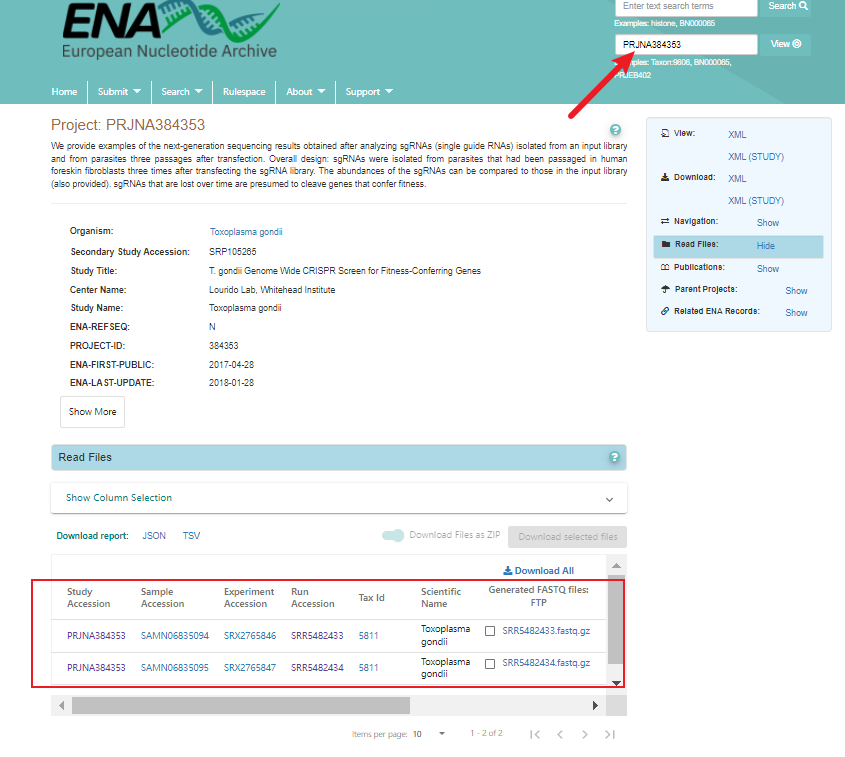 ENA
European Nucleotide Archive
Enter text search terms
Search
Examples: histone, BN000065
PRJNA384353
View
Taxon:9606, BN000065,
PRJEB402
Home
Submit
Search
Rulespace
About
Support
Project: PRJNA384353
We provide examples of the next-generation sequencing results obtained after analyzing sgRNAs (single guide RNAs) isolated from an input library
and from parasites three passages after transfection. Overall design: sgRNAs were isolated from parasites that had been passaged in human
foreskin fibroblasts three times after transfecting the sgRNA library. The abundances of the sgRNAs can be compared to those in the input library
(also provided). sgRNAs that are lost over time are presumed to cleave genes that confer fitness.
Organism: Toxoplasma gondii
Secondary Study Accession: SRP105265
Study Title: T. gondii Genome Wide CRISPR Screen for Fitness-Conferring Genes
Center Name: Lourido Lab, Whitehead Institute
Study Name: Toxoplasma gondii
ENA-REFSEQ: N
PROJECT-ID: 384353
ENA-FIRST-PUBLIC: 2017-04-28
ENA-LAST-UPDATE: 2018-01-28
Show More
View: XML
XML (STUDY)
Download: XML
XML (STUDY)
Navigation: Show
Read Files: Hide
Publications: Show
Parent Projects: Show
Related ENA Records: Show
Read Files
?
Show Column Selection
Download report: JSON TSV
Download Files as ZIP
Download selected files
Download All
Study Accession
Sample Accession
Experiment Accession
Run Accession
Tax Id
Scientific Name
Generated FASTQ files: FTP
PRJNA384353 SAMN06835094 SRX2765846 SRR5482433 5811 Toxoplasma gondii SRR5482433.fastq.gz
PRJNA384353 SAMN06835095 SRX2765847 SRR5482434 5811 Toxoplasma gondii SRR5482434.fastq.gz
Items per page: 10 1 - 2 of 2